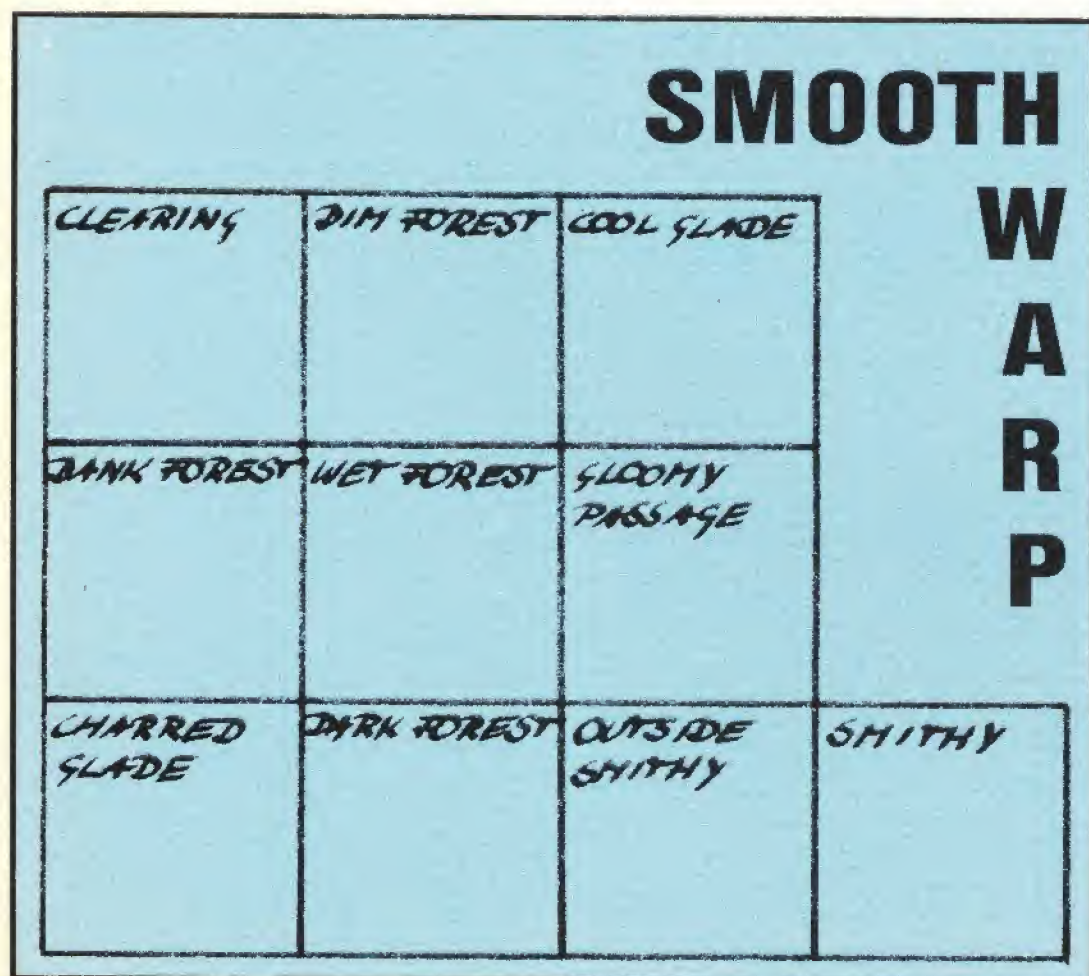 SMOOTH
WARP
CLEARING
DIM FOREST
COOL GLADE
DANK FOREST
WET FOREST
GLOOMY
PASSAGE
CHARRED
GLADE
DARK FOREST
OUTSIDE
SMITHY
SMITHY